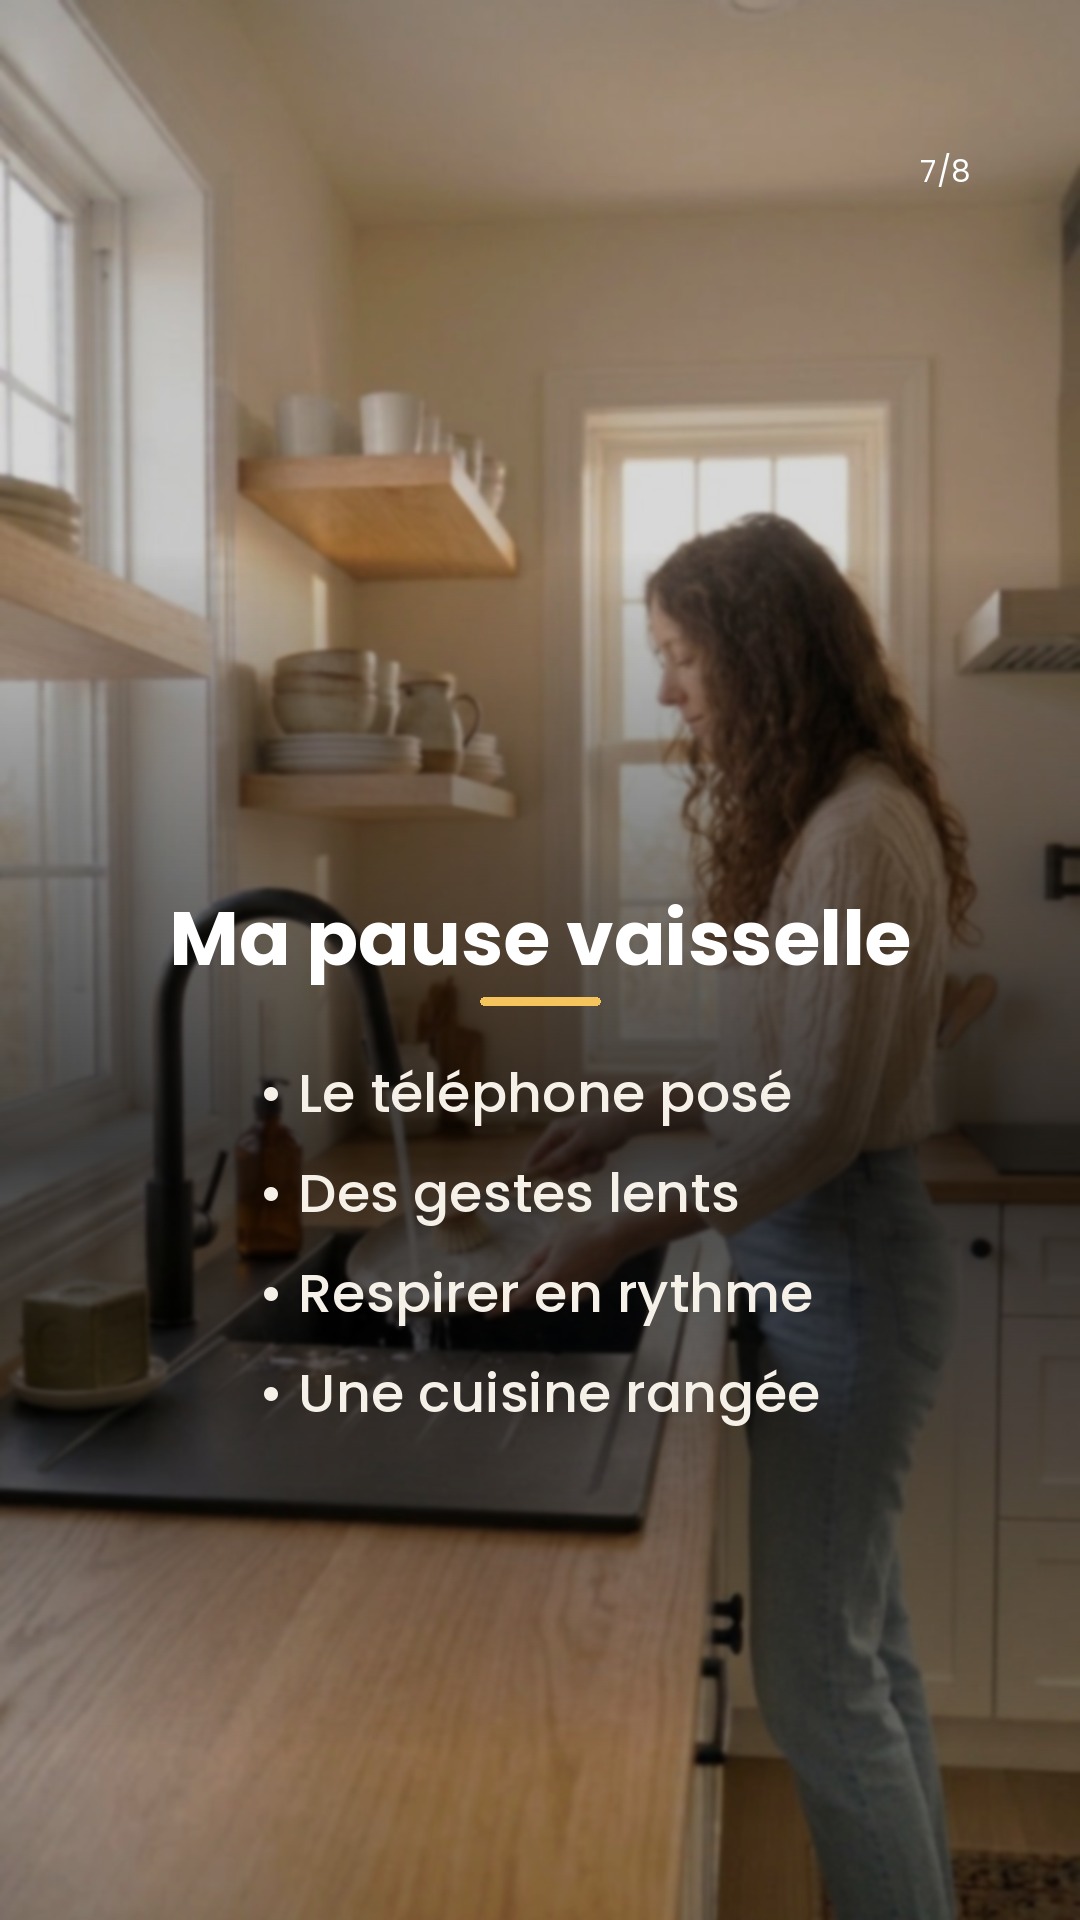 7/8
Ma pause vaisselle
• Le téléphone posé
• Des gestes lents
• Respirer en rythme
• Une cuisine rangée